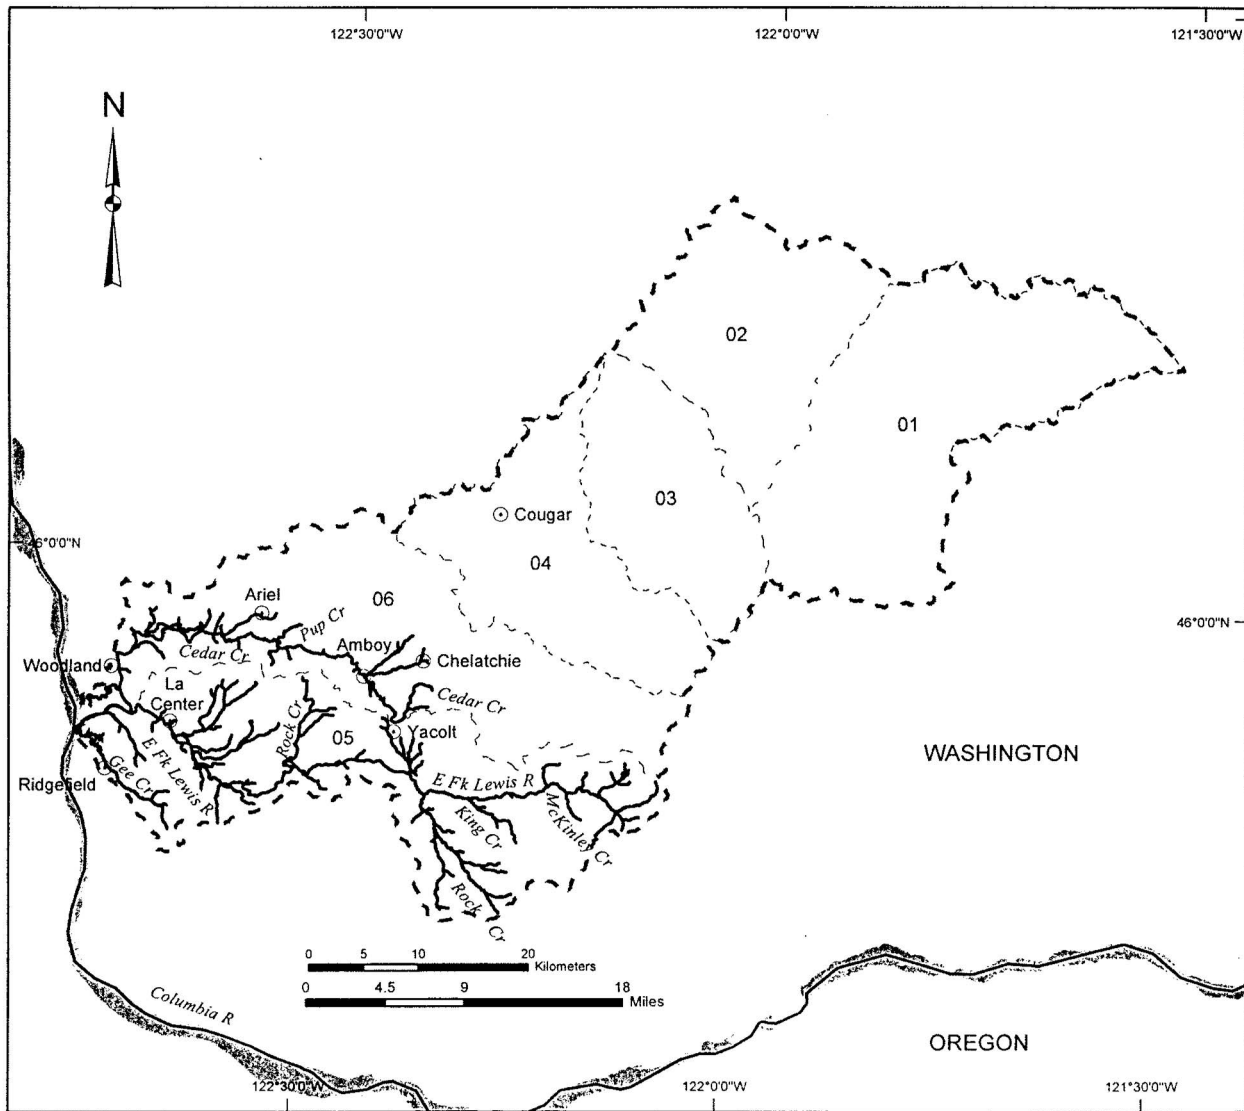 122°30'0"W
122°0'0"W
121°30'0"W
N
02
01
03
Cougar
46°0'0"N
04
Ariel
06
46°0'0"N
Pup Cr
Amboy
Cedar Cr
Chelatchie
Woodland
La
Center
Cedar Cr
Rock Cr
05
Yacolt
WASHINGTON
E Fk Lewis R
E Fk Lewis R
Gee Cr
Ridgefield
King Cr
McKinley Cr
Rock Cr
0 5 10 20
Kilometers
0 4.5 9 18
Miles
Columbia R
OREGON
122°30'0"W
122°0'0"W
121°30'0"W